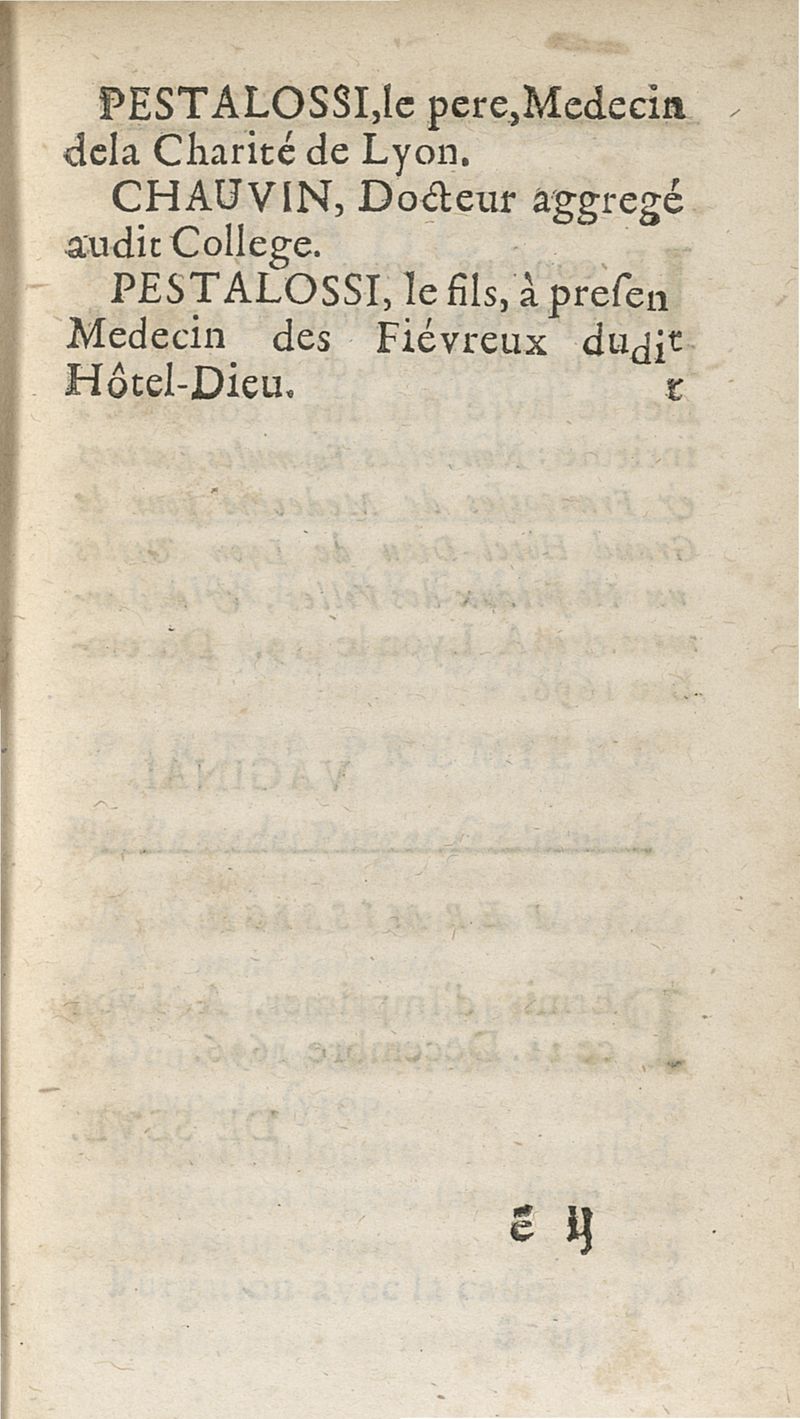 PESTALOSSI, le pere, Medecin
dela Charité de Lyon.
CHAUVIN, Docteur aggregé
audit College.
PESTALOSSI, le fils, à preſen
Medecin des Fiévreux dudit
Hôtel-Dieu. t
ẽ ij